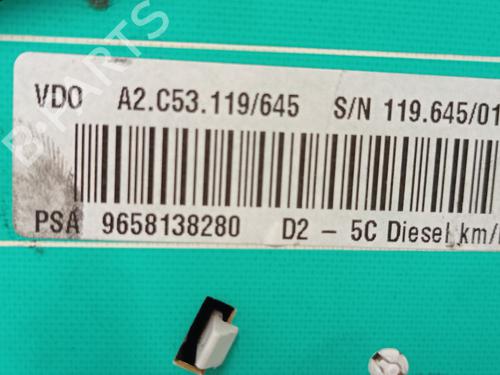 VDO A2.C53.119/645 S/N 119.645/01
PSA 9658138280 D2 - 5C Diesel km/
B-PARTS